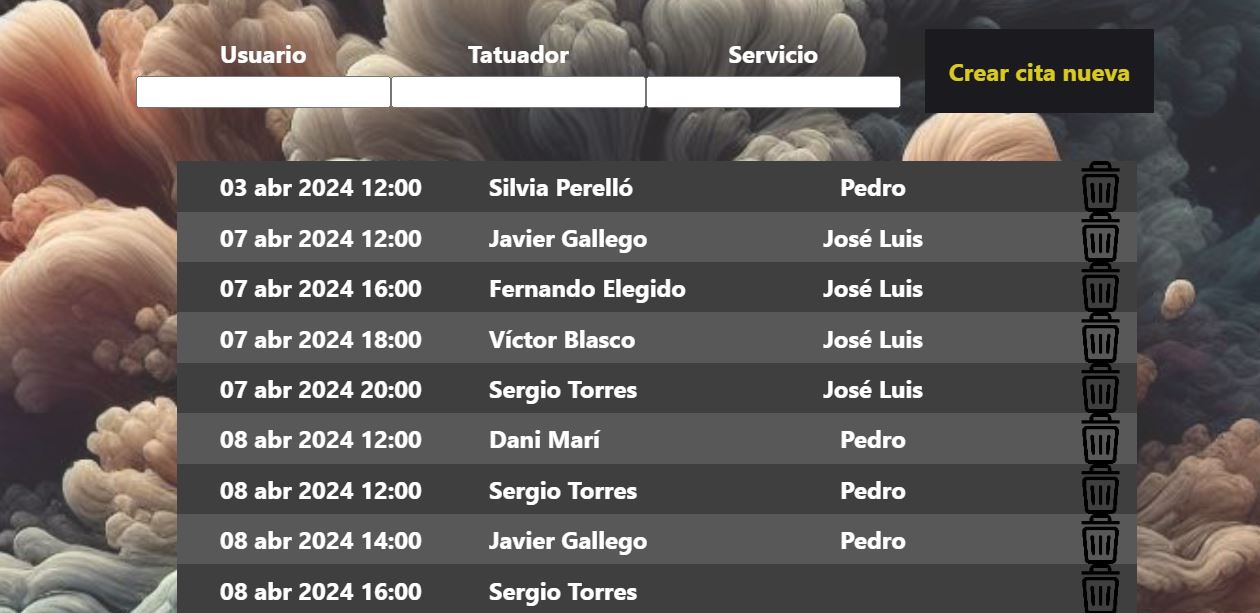 Usuario Tatuador Servicio
Crear cita nueva
03 abr 2024 12:00 Silvia Perelló Pedro
07 abr 2024 12:00 Javier Gallego José Luis
07 abr 2024 16:00 Fernando Elegido José Luis
07 abr 2024 18:00 Víctor Blasco José Luis
07 abr 2024 20:00 Sergio Torres José Luis
08 abr 2024 12:00 Dani Marí Pedro
08 abr 2024 12:00 Sergio Torres Pedro
08 abr 2024 14:00 Javier Gallego Pedro
08 abr 2024 16:00 Sergio Torres